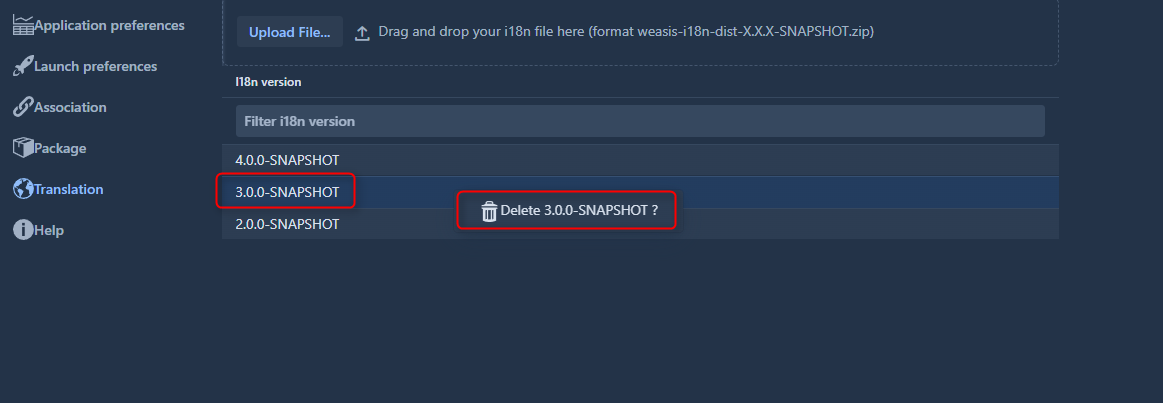 Application preferences
Launch preferences
Association
Package
Translation
Help
Upload File...
Drag and drop your i18n file here (format weasis-i18n-dist-X.X.X-SNAPSHOT.zip)
I18n version
Filter i18n version
4.0.0-SNAPSHOT
3.0.0-SNAPSHOT
Delete 3.0.0-SNAPSHOT ?
2.0.0-SNAPSHOT